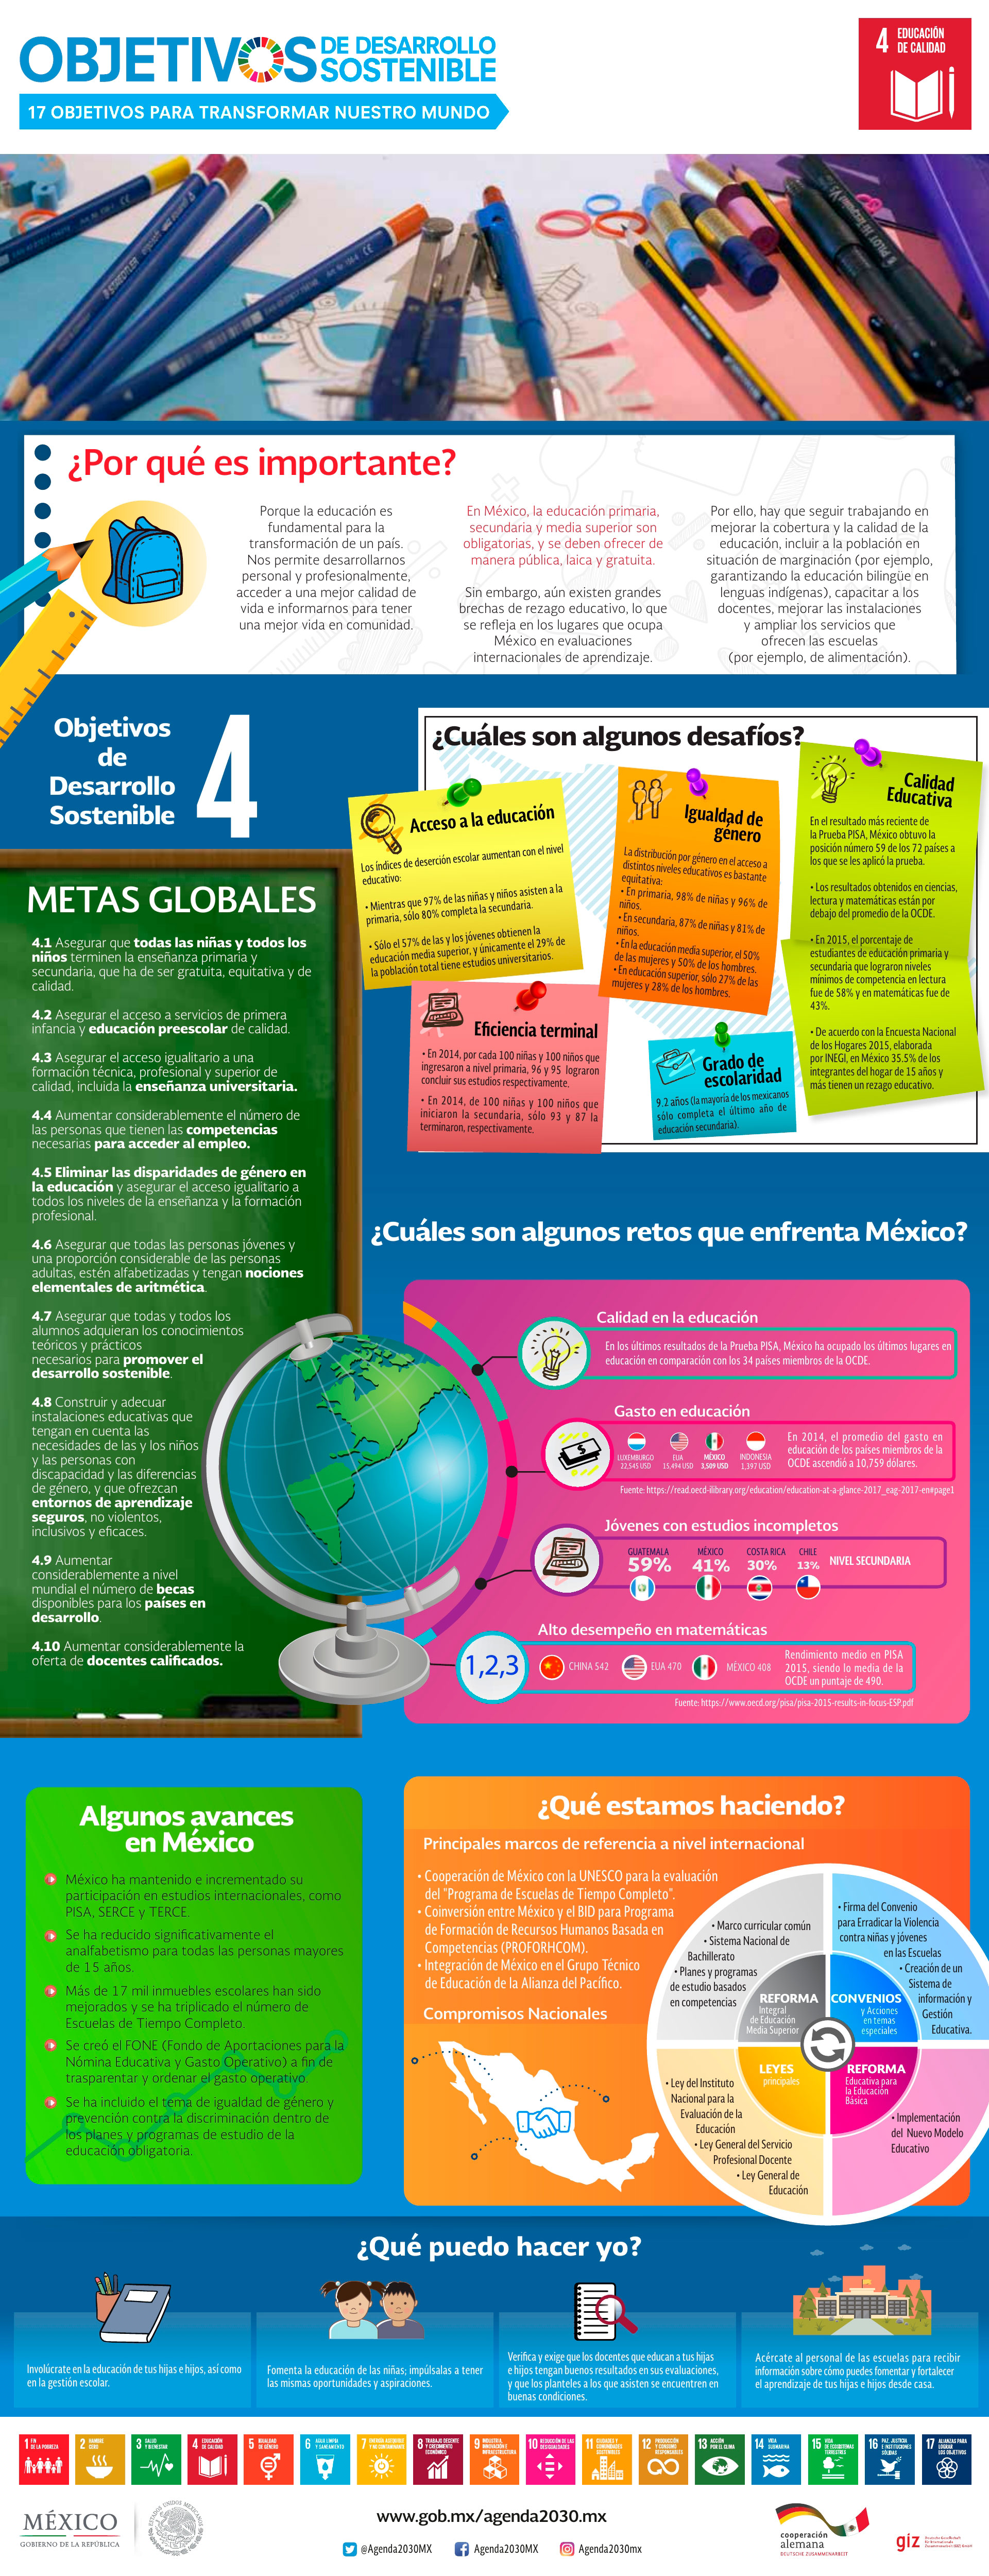 OBJETIVOS DE DESARROLLO SOSTENIBLE
17 OBJETIVOS PARA TRANSFORMAR NUESTRO MUNDO
4 EDUCACIÓN
DE CALIDAD
¿Por qué es importante?
Porque la educación es
fundamental para la
transformación de un país.
Nos permite desarrollarnos
personal y profesionalmente,
acceder a una mejor calidad de
vida e informarnos para tener
una mejor vida en comunidad.
En México, la educación primaria,
secundaria y media superior son
obligatorias, y se deben ofrecer de
manera pública, laica y gratuita.
Sin embargo, aún existen grandes
brechas de rezago educativo, lo que
se refleja en los lugares que ocupa
México en evaluaciones
internacionales de aprendizaje.
Por ello, hay que seguir trabajando en
mejorar la cobertura y la calidad de la
educación, incluir a la población en
situación de marginación (por ejemplo,
garantizando la educación bilingüe en
lenguas indígenas), capacitar a los
docentes, mejorar las instalaciones
y ampliar los servicios que
ofrecen las escuelas
(por ejemplo, de alimentación).
Objetivos
de
Desarrollo
Sostenible
4
METAS GLOBALES
4.1 Asegurar que todas las niñas y todos los
niños terminen la enseñanza primaria y
secundaria, que ha de ser gratuita, equitativa y de
calidad.
4.2 Asegurar el acceso a servicios de primera
infancia y educación preescolar de calidad.
4.3 Asegurar el acceso igualitario a una
formación técnica, profesional y superior de
calidad, incluida la enseñanza universitaria.
4.4 Aumentar considerablemente el número de
las personas que tienen las competencias
necesarias para acceder al empleo.
4.5 Eliminar las disparidades de género en
la educación y asegurar el acceso igualitario a
todos los niveles de la enseñanza y la formación
profesional.
4.6 Asegurar que todas las personas jóvenes y
una proporción considerable de las personas
adultas, estén alfabetizadas y tengan nociones
elementales de aritmética.
4.7 Asegurar que todas y todos los
alumnos adquieran los conocimientos
teóricos y prácticos
necesarios para promover el
desarrollo sostenible.
4.8 Construir y adecuar
instalaciones educativas que
tengan en cuenta las
necesidades de las y los niños
y las personas con
discapacidad y las diferencias
de género, y que ofrezcan
entornos de aprendizaje
seguros, no violentos,
inclusivos y eficaces.
4.9 Aumentar
considerablemente a nivel
mundial el número de becas
disponibles para los países en
desarrollo.
4.10 Aumentar considerablemente la
oferta de docentes calificados.
¿Cuáles son algunos desafíos?
Acceso a la educación
Los índices de deserción escolar aumentan con el nivel
educativo:
• Mientras que 97% de las niñas y niños asisten a la
primaria, sólo 80% completa la secundaria.
• Sólo el 57% de las y los jóvenes obtienen la
educación media superior, y únicamente el 29% de
la población total tiene estudios universitarios.
Igualdad de
género
La distribución por género en el acceso a
distintos niveles educativos es bastante
equitativa:
• En primaria, 98% de niñas y 96% de
niños.
• En secundaria, 87% de niñas y 81% de
niños.
• En la educación media superior, el 50%
de las mujeres y 50% de los hombres.
• En educación superior, sólo 27% de las
mujeres y 28% de los hombres.
Calidad
Educativa
En el resultado más reciente de
la Prueba PISA, México obtuvo la
posición número 59 de los 72 países a
los que se les aplicó la prueba.
• Los resultados obtenidos en ciencias,
lectura y matemáticas están por
debajo del promedio de la OCDE.
• En 2015, el porcentaje de
estudiantes de educación primaria y
secundaria que lograron niveles
mínimos de competencia en lectura
fue de 58% y en matemáticas fue de
43%.
• De acuerdo con la Encuesta Nacional
de los Hogares 2015, elaborada
por INEGI, en México 35.5% de los
integrantes del hogar de 15 años y
más tienen un rezago educativo.
Eficiencia terminal
• En 2014, por cada 100 niñas y 100 niños que
ingresaron a nivel primaria, 96 y 95 lograron
concluir sus estudios respectivamente.
• En 2014, de 100 niñas y 100 niños que
iniciaron la secundaria, sólo 93 y 87 la
terminaron, respectivamente.
Grado de
escolaridad
9.2 años (la mayoría de los mexicanos
sólo completa el último año de
educación secundaria).
¿Cuáles son algunos retos que enfrenta México?
Calidad en la educación
En los últimos resultados de la Prueba PISA, México ha ocupado los últimos lugares en
educación en comparación con los 34 países miembros de la OCDE.
Gasto en educación
LUXEMBURGO
22,545 USD
EUA
15,494 USD
MÉXICO
3,509 USD
INDONESIA
1,397 USD
En 2014, el promedio del gasto en
educación de los países miembros de la
OCDE ascendió a 10,759 dólares.
Fuente: https://read.oecd-ilibrary.org/education/education-at-a-glance-2017_eag-2017-en#page1
Jóvenes con estudios incompletos
GUATEMALA
59%
MÉXICO
41%
COSTA RICA
30%
CHILE
13%
NIVEL SECUNDARIA
Alto desempeño en matemáticas
1,2,3
CHINA 542
EUA 470
MÉXICO 408
Rendimiento medio en PISA
2015, siendo lo media de la
OCDE un puntaje de 490.
Fuente: https://www.oecd.org/pisa/pisa-2015-results-in-focus-ESP.pdf
Algunos avances
en México
México ha mantenido e incrementado su
participación en estudios internacionales, como
PISA, SERCE y TERCE.
Se ha reducido significativamente el
analfabetismo para todas las personas mayores
de 15 años.
Más de 17 mil inmuebles escolares han sido
mejorados y se ha triplicado el número de
Escuelas de Tiempo Completo.
Se creó el FONE (Fondo de Aportaciones para la
Nómina Educativa y Gasto Operativo) a fin de
trasparentar y ordenar el gasto operativo.
Se ha incluido el tema de igualdad de género y
prevención contra la discriminación dentro de
los planes y programas de estudio de la
educación obligatoria.
¿Qué estamos haciendo?
Principales marcos de referencia a nivel internacional
• Cooperación de México con la UNESCO para la evaluación
del "Programa de Escuelas de Tiempo Completo".
• Coinversión entre México y el BID para Programa
de Formación de Recursos Humanos Basada en
Competencias (PROFORHCOM).
• Integración de México en el Grupo Técnico
de Educación de la Alianza del Pacífico.
Compromisos Nacionales
• Marco curricular común
• Sistema Nacional de
Bachillerato
• Planes y programas
de estudio basados
en competencias
REFORMA
Integral
de Educación
Media Superior
• Firma del Convenio
para Erradicar la Violencia
contra Niñas y jóvenes
en las Escuelas
• Creación de un
Sistema de
información y
Gestión
Educativa.
CONVENIOS
y Acciones
en temas
especiales
LEYES
principales
• Ley del Instituto
Nacional para la
Evaluación de la
Educación
• Ley General del Servicio
Profesional Docente
• Ley General de
Educación
REFORMA
Educativa para
la Educación
Básica
• Implementación
del Nuevo Modelo
Educativo
¿Qué puedo hacer yo?
Involúcrate en la educación de tus hijas e hijos, así como
en la gestión escolar.
Fomenta la educación de las niñas; impúlsalas a tener
las mismas oportunidades y aspiraciones.
Verifica y exige que los docentes que educan a tus hijas
e hijos tengan buenos resultados en sus evaluaciones,
y que los planteles a los que asisten se encuentren en
buenas condiciones.
Acércate al personal de las escuelas para recibir
información sobre cómo puedes fomentar y fortalecer
el aprendizaje de tus hijas e hijos desde casa.
1 FIN
DE LA POBREZA
2 HAMBRE
CERO
3 SALUD
Y BIENESTAR
4 EDUCACIÓN
DE CALIDAD
5 IGUALDAD
DE GÉNERO
6 AGUA LIMPIA
Y SANEAMIENTO
7 ENERGÍA ASEQUIBLE
Y NO CONTAMINANTE
8 TRABAJO DECENTE
Y CRECIMIENTO
ECONÓMICO
9 INDUSTRIA,
INNOVACIÓN E
INFRAESTRUCTURA
10 REDUCCIÓN DE LAS
DESIGUALDADES
11 CIUDADES Y
COMUNIDADES
SOSTENIBLES
12 PRODUCCIÓN
Y CONSUMO
RESPONSABLES
13 ACCIÓN
POR EL CLIMA
14 VIDA
SUBMARINA
15 VIDA
DE ECOSISTEMAS
TERRESTRES
16 PAZ, JUSTICIA
E INSTITUCIONES
SÓLIDAS
17 ALIANZAS PARA
LOGRAR
LOS OBJETIVOS
MÉXICO
GOBIERNO DE LA REPÚBLICA
ESTADOS UNIDOS MEXICANOS
www.gob.mx/agenda2030.mx
@Agenda2030MX
Agenda2030MX
Agenda2030mx
cooperación
alemana
DEUTSCHE ZUSAMMENARBEIT
giz